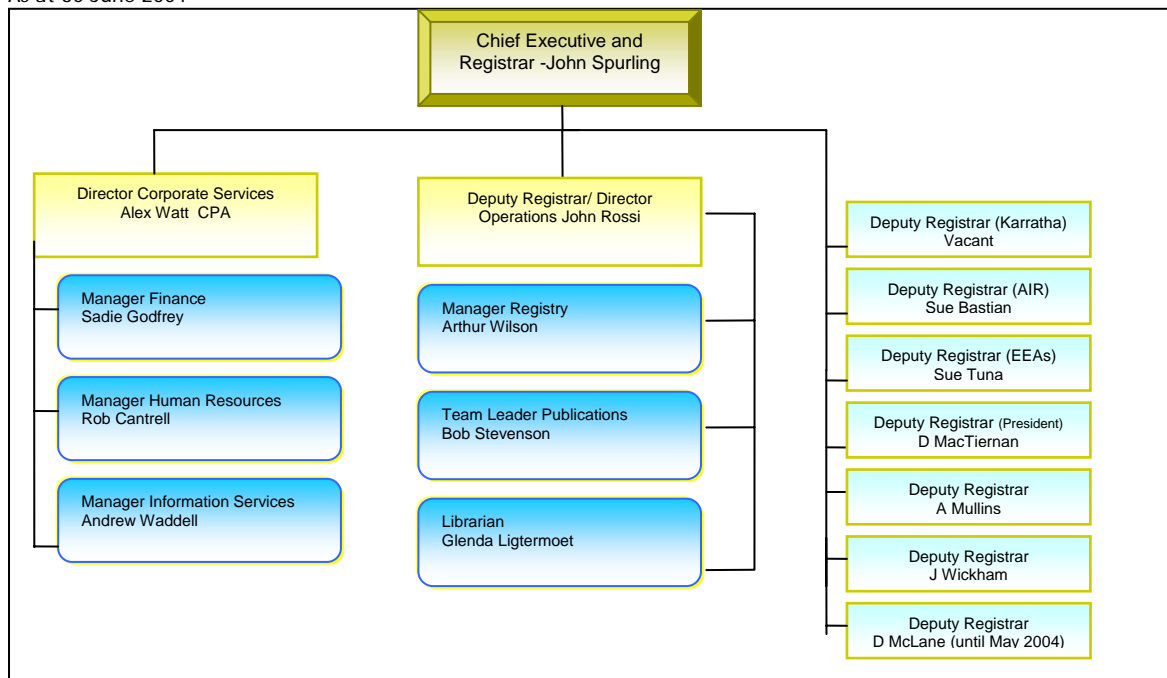 Chief Executive and
Registrar -John Spurling
Director Corporate Services
Alex Watt CPA
Manager Finance
Sadie Godfrey
Manager Human Resources
Rob Cantrell
Manager Information Services
Andrew Waddell
Deputy Registrar/ Director
Operations John Rossi
Manager Registry
Arthur Wilson
Team Leader Publications
Bob Stevenson
Librarian
Glenda Ligtermoet
Deputy Registrar (Karratha)
Vacant
Deputy Registrar (AIR)
Sue Bastian
Deputy Registrar (EEAs)
Sue Tuna
Deputy Registrar (President)
D MacTiernan
Deputy Registrar
A Mullins
Deputy Registrar
J Wickham
Deputy Registrar
D McLane (until May 2004)